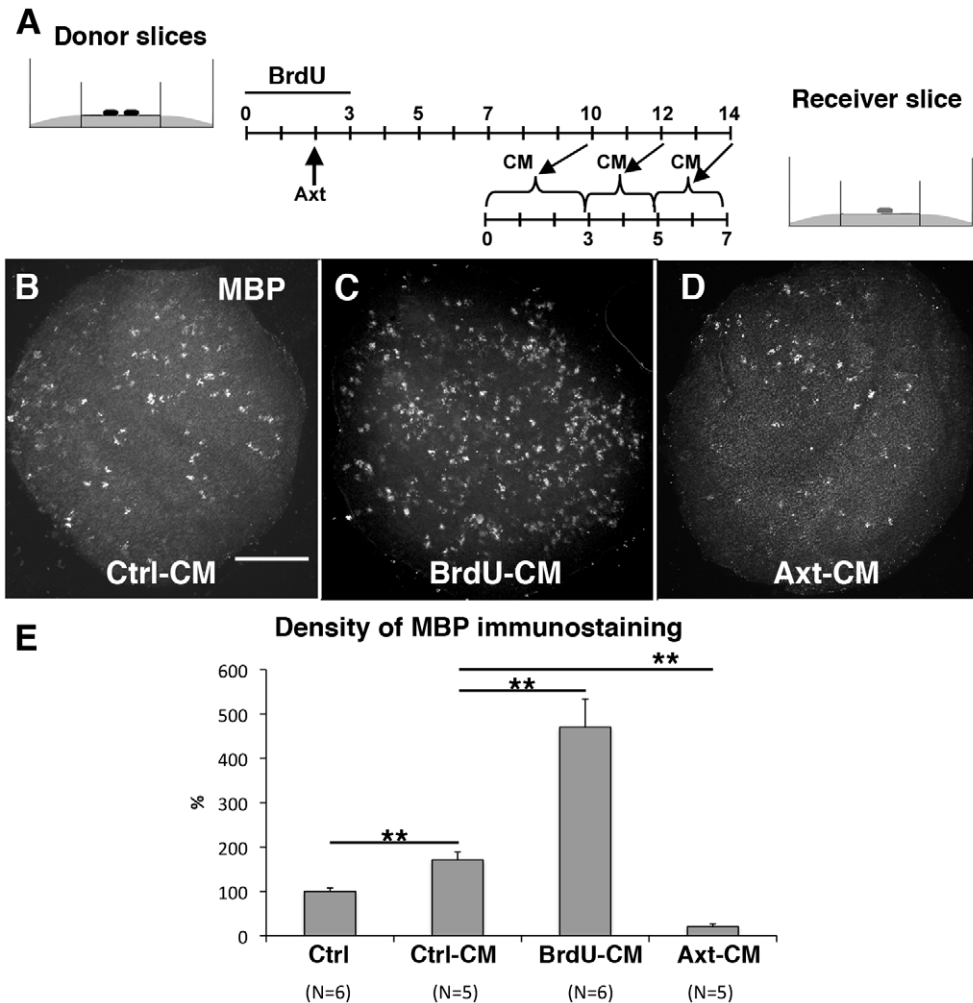 A
Donor slices
BrdU
Receiver slice
0 3 5 7 10 12 14
Axt
CM CM CM
0 3 5 7
B MBP C D
Ctrl-CM BrdU-CM Axt-CM
E Density of MBP immunostaining
600
500
400
300
200
100
0
%
**
**
**
Ctrl Ctrl-CM BrdU-CM Axt-CM
(N=6) (N=5) (N=6) (N=5)